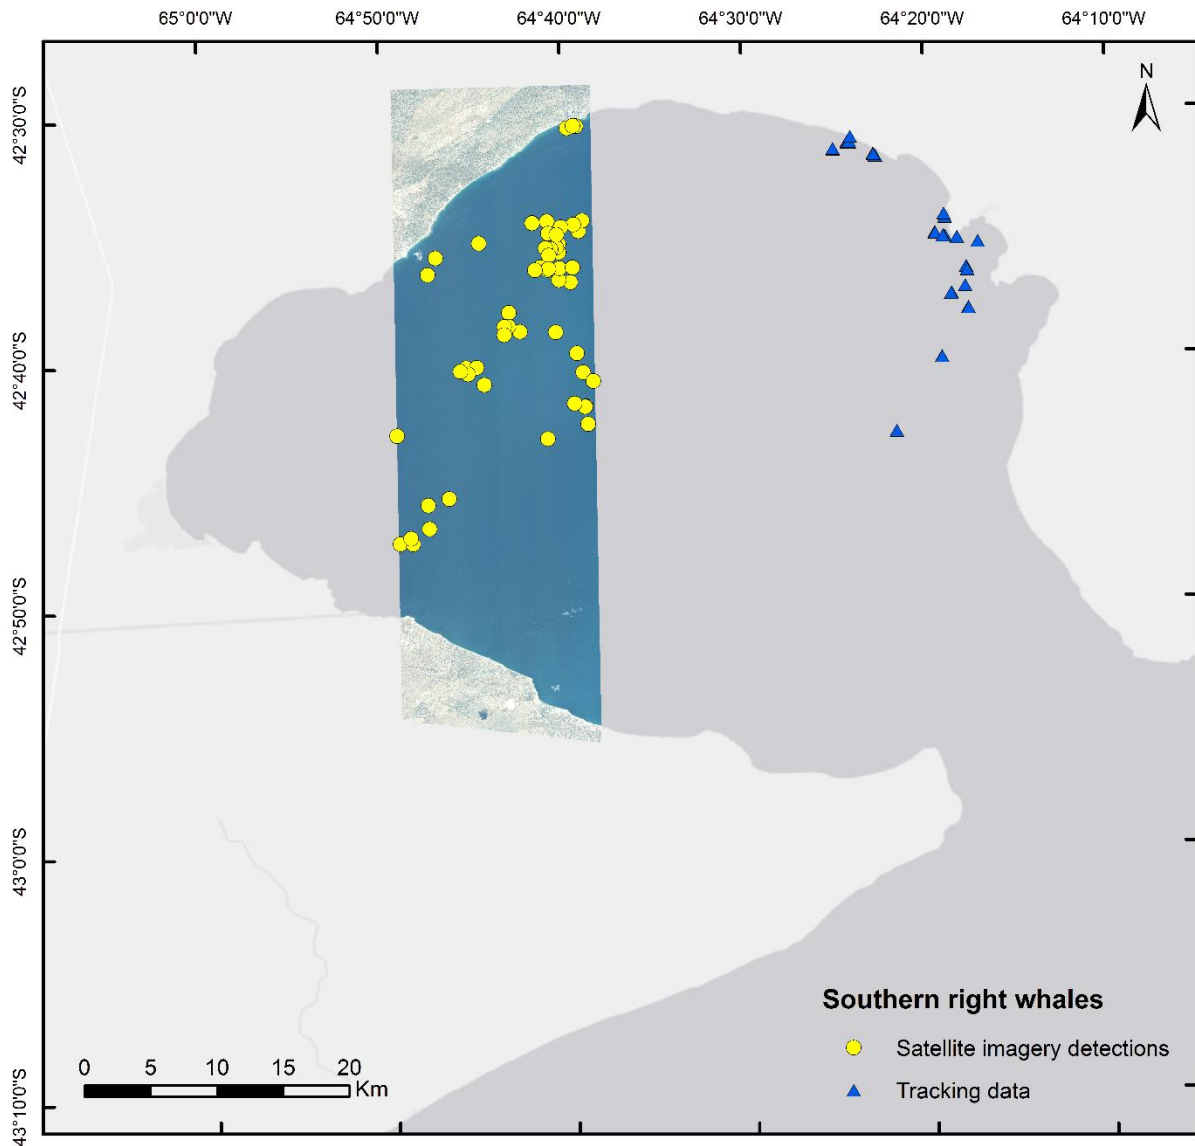 65°0'0"W 64°50'0"W 64°40'0"W 64°30'0"W 64°20'0"W 64°10'0"W
N
42°30'0"S
42°40'0"S
42°50'0"S
43°0'0"S
43°10'0"S
Southern right whales
Satellite imagery detections
Tracking data
0 5 10 15 20
Km